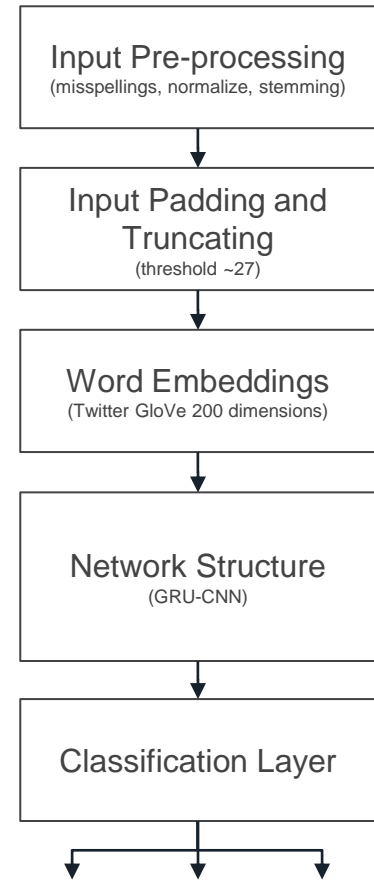 Input Pre-processing
(misspellings, normalize, stemming)
Input Padding and
Truncating
(threshold ~27)
Word Embeddings
(Twitter GloVe 200 dimensions)
Network Structure
(GRU-CNN)
Classification Layer